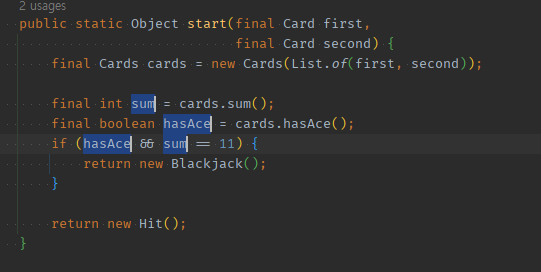 2 usages
public static Object start(final Card first,
final Card second) {
final Cards cards = new Cards(List.of(first, second));
final int sum = cards.sum();
final boolean hasAce = cards.hasAce();
if (hasAce && sum == 11) {
return new Blackjack();
}
return new Hit();
}